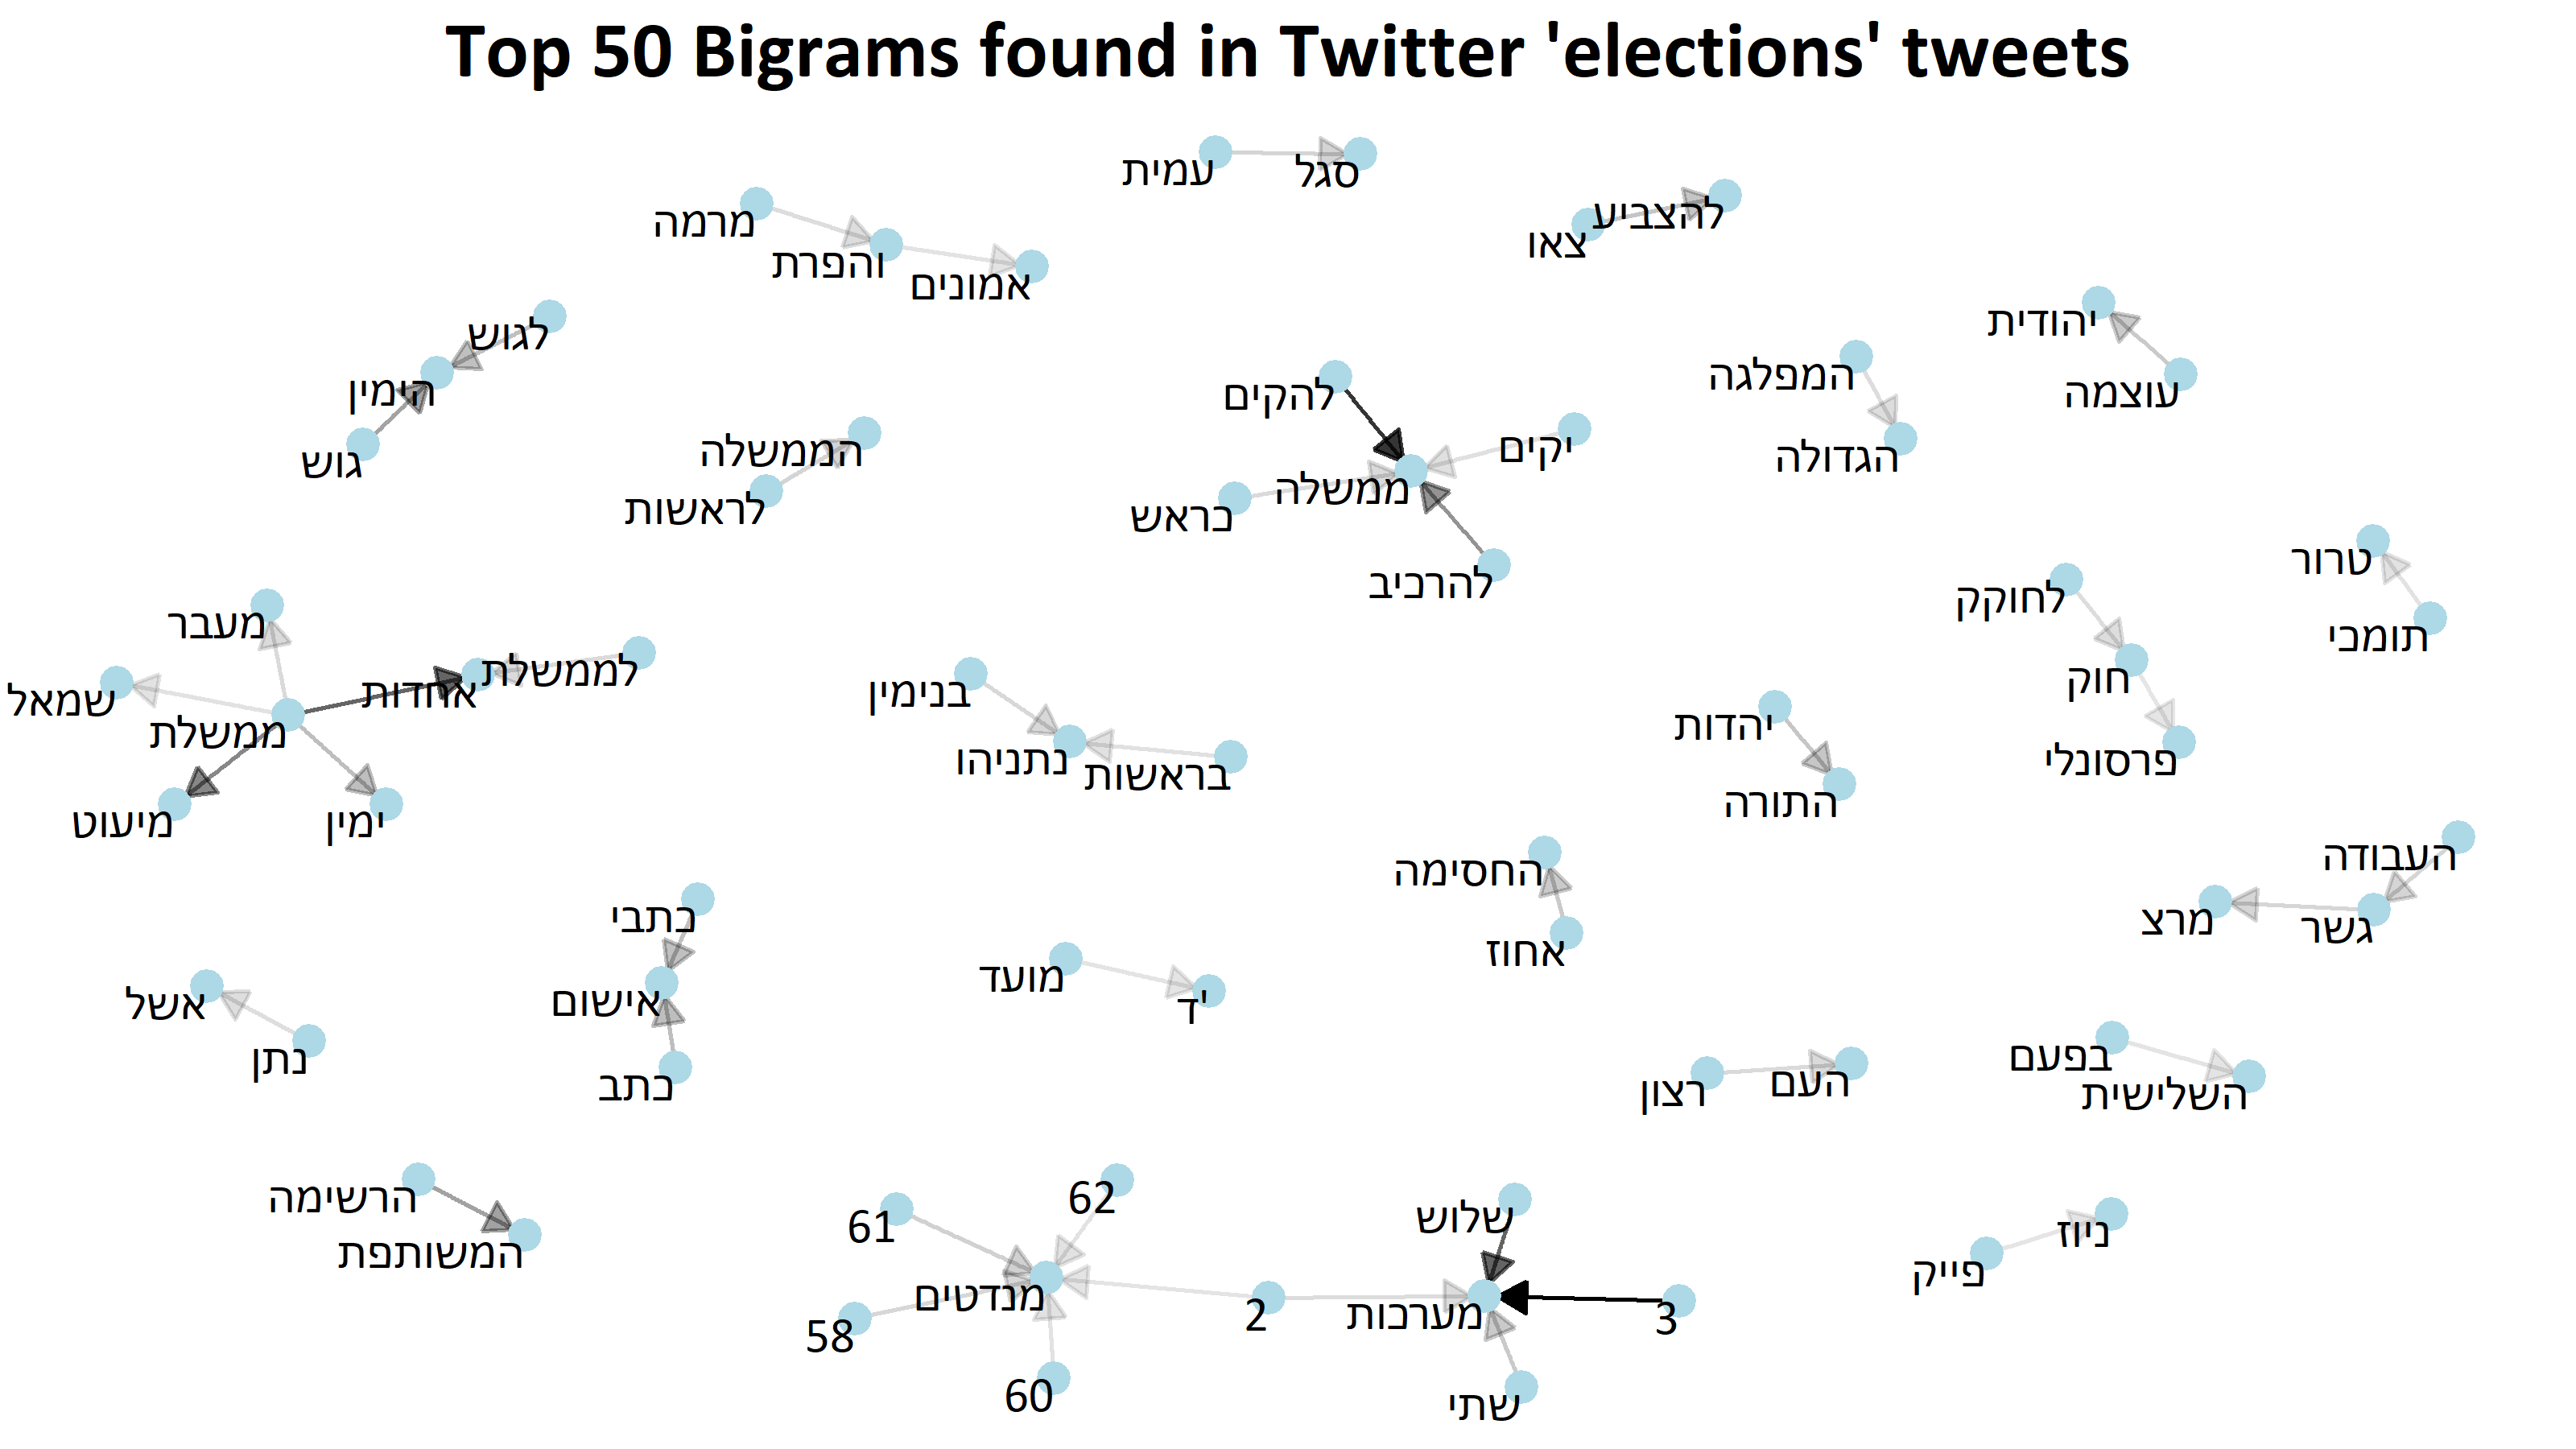 Top 50 Bigrams found in Twitter 'elections' tweets
עמית
סגל
מרמה
והפרת
אמונים
צאו
להצביע
לגוש
הימין
גוש
יהודית
עוצמה
המפלגה
הגדולה
להקים
יקים
ממשלה
בראש
להרכיב
הממשלה
לראשות
טרור
תומכי
לחוקק
חוק
פרסונלי
מעבר
שמאל
ממשלת
אחדות
לממשלת
מיעוט
ימין
בנימין
נתניהו
בראשות
יהדות
התורה
העבודה
גשר
מרצ
החסימה
אחוז
כתבי
אישום
כתב
מועד
ד'
אשל
נתן
רצון
העם
בפעם
השלישית
הרשימה
המשותפת
61
62
מנדטים
58
60
2
שלוש
מערכות
3
שתי
ניוז
פייק